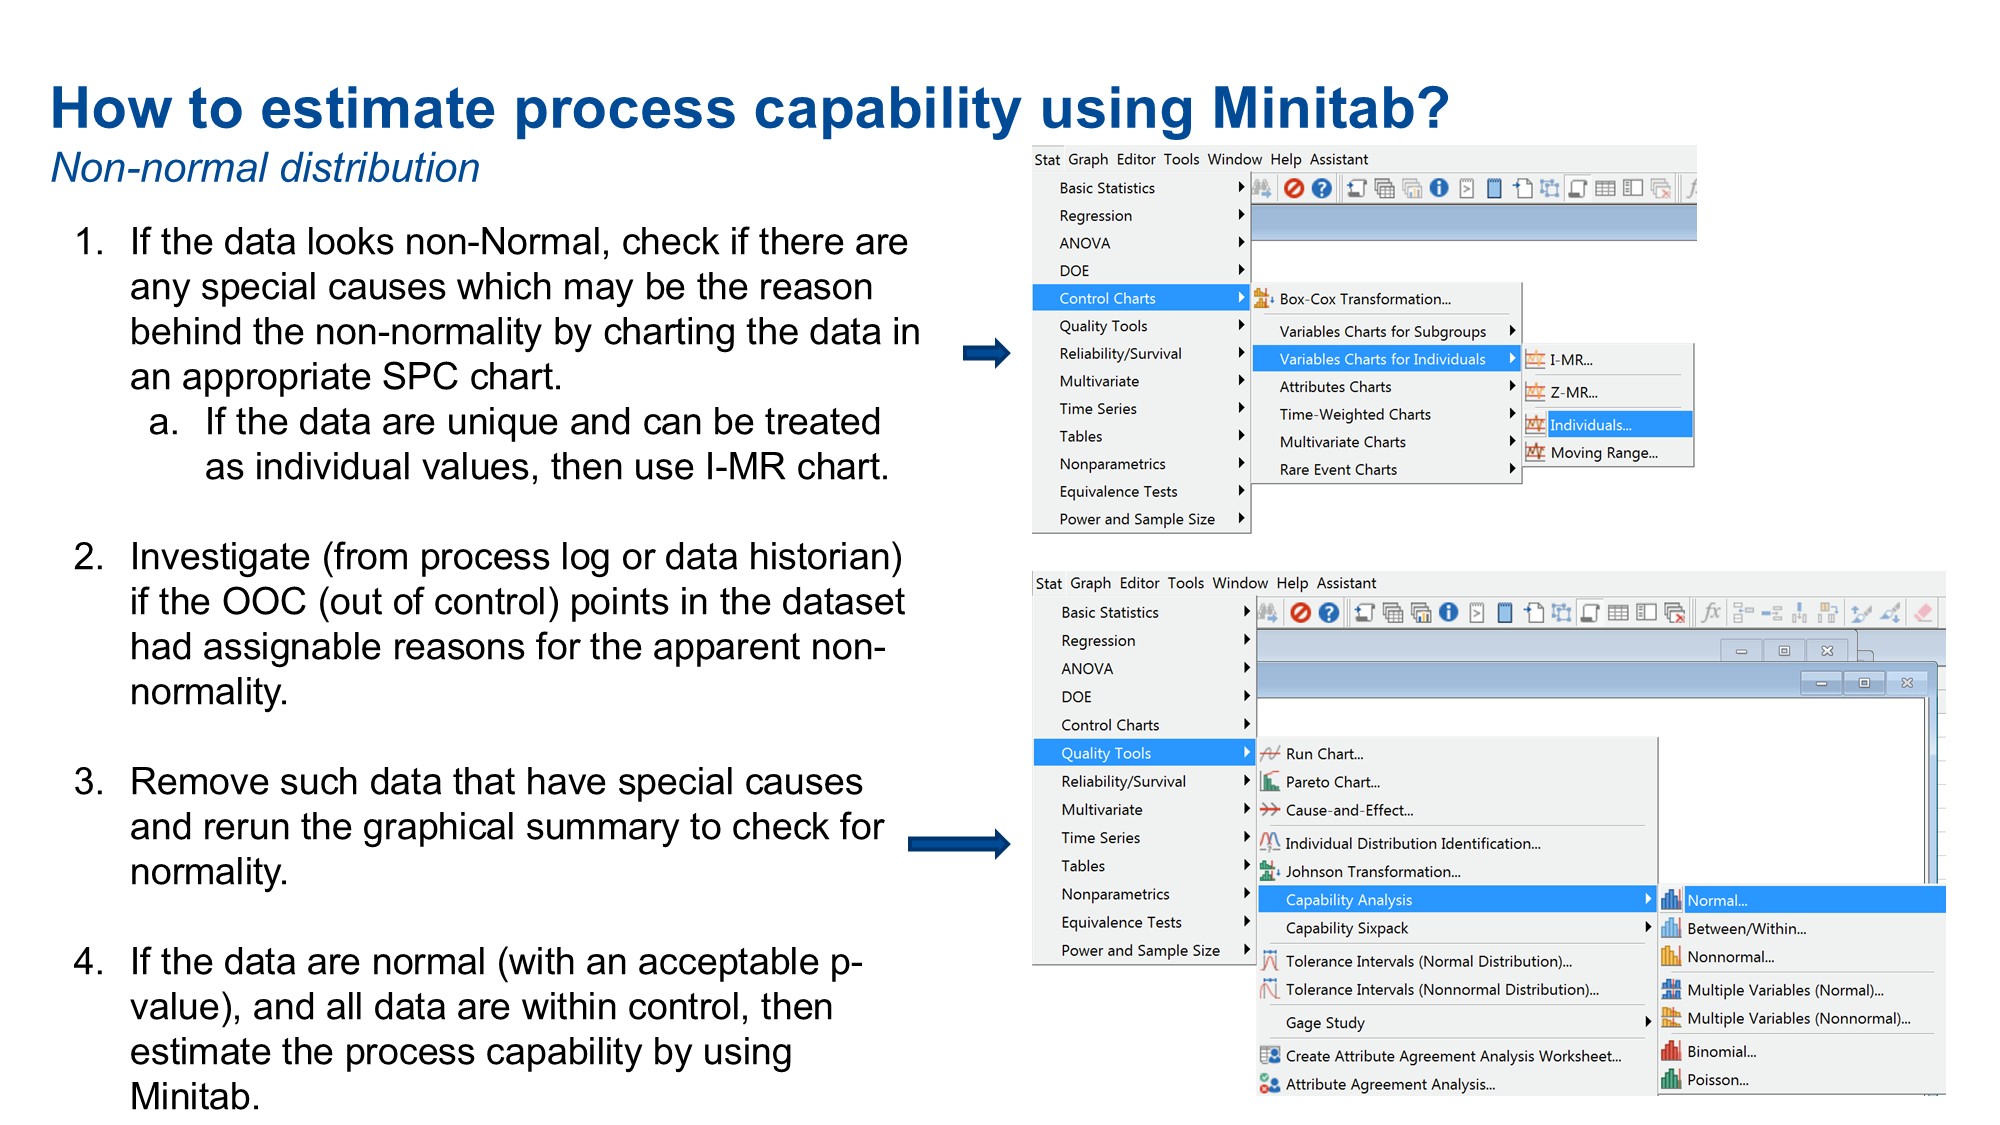 How to estimate process capability using Minitab?
Non-normal distribution
1. If the data looks non-Normal, check if there are
any special causes which may be the reason
behind the non-normality by charting the data in
an appropriate SPC chart.
a. If the data are unique and can be treated
as individual values, then use I-MR chart.
2. Investigate (from process log or data historian)
if the OOC (out of control) points in the dataset
had assignable reasons for the apparent non-
normality.
3. Remove such data that have special causes
and rerun the graphical summary to check for
normality.
4. If the data are normal (with an acceptable p-
value), and all data are within control, then
estimate the process capability by using
Minitab.
Stat Graph Editor Tools Window Help Assistant
Basic Statistics
Regression
ANOVA
DOE
Control Charts
Quality Tools
Reliability/Survival
Multivariate
Time Series
Tables
Nonparametrics
Equivalence Tests
Power and Sample Size
Box-Cox Transformation...
Variables Charts for Subgroups
Variables Charts for Individuals
Attributes Charts
Time-Weighted Charts
Multivariate Charts
Rare Event Charts
I-MR...
Z-MR...
Individuals...
Moving Range...
Stat Graph Editor Tools Window Help Assistant
Basic Statistics
Regression
ANOVA
DOE
Control Charts
Quality Tools
Reliability/Survival
Multivariate
Time Series
Tables
Nonparametrics
Equivalence Tests
Power and Sample Size
fx
Run Chart...
Pareto Chart...
Cause-and-Effect...
Individual Distribution Identification...
Johnson Transformation...
Capability Analysis
Capability Sixpack
Tolerance Intervals (Normal Distribution)...
Tolerance Intervals (Nonnormal Distribution)...
Gage Study
Create Attribute Agreement Analysis Worksheet...
Attribute Agreement Analysis...
Normal...
Between/Within...
Nonnormal...
Multiple Variables (Normal)...
Multiple Variables (Nonnormal)...
Binomial...
Poisson...